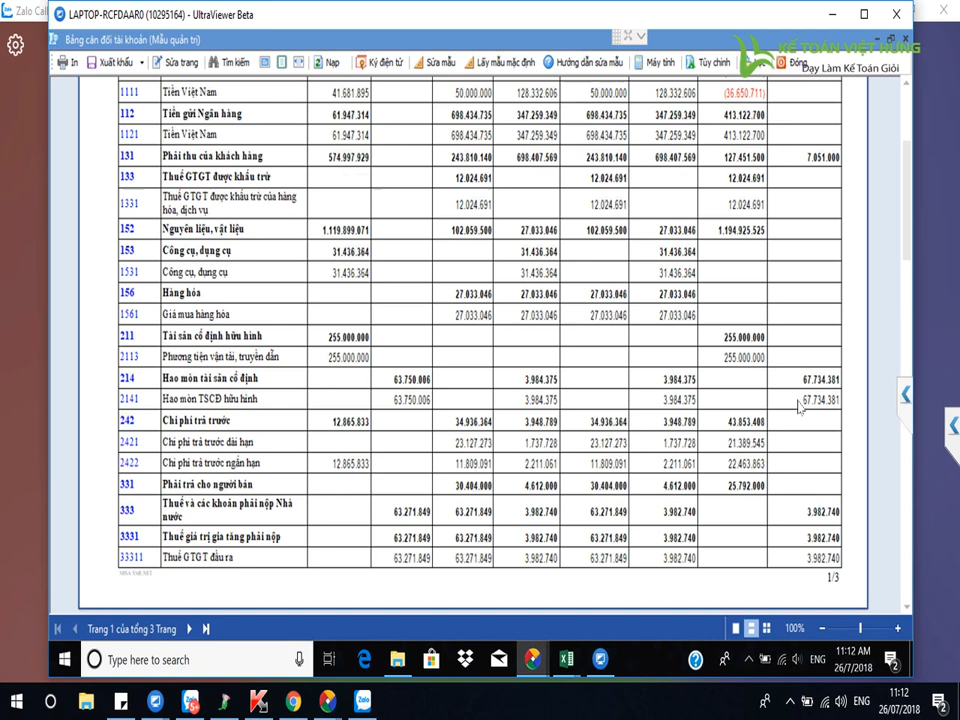 Zalo Cal
LAPTOP-RCFDAAR0 (10295164) - UltraViewer Beta
Bảng cân đối tài khoản (Mẫu quản trị)
In Xuất khẩu Sửa trang Tìm kiếm Nạp Ký điện tử Sửa mẫu Lấy mẫu mặc định Hướng dẫn sửa mẫu Máy tính Tùy chỉnh Đóng
KẾ TOÁN VIỆT HƯNG
Dạy Làm Kế Toán Giỏi
1111 Tiền Việt Nam 41.681.895 50.000.000 128.332.606 50.000.000 128.332.606 (36.650.711)
112 Tiền gửi Ngân hàng 61.947.314 698.434.735 347.259.349 698.434.735 347.259.349 413.122.700
1121 Tiền Việt Nam 61.947.314 698.434.735 347.259.349 698.434.735 347.259.349 413.122.700
131 Phải thu của khách hàng 574.997.929 243.810.140 698.407.569 243.810.140 698.407.569 127.451.500 7.051.000
133 Thuế GTGT được khấu trừ 12.024.691 12.024.691 12.024.691
1331 Thuế GTGT được khấu trừ của hàng hóa, dịch vụ 12.024.691 12.024.691 12.024.691
152 Nguyên liệu, vật liệu 1.119.899.071 102.059.500 27.033.046 102.059.500 27.033.046 1.194.925.525
153 Công cụ, dụng cụ 31.436.364 31.436.364 31.436.364
1531 Công cụ, dụng cụ 31.436.364 31.436.364 31.436.364
156 Hàng hóa 27.033.046 27.033.046 27.033.046 27.033.046
1561 Giá mua hàng hóa 27.033.046 27.033.046 27.033.046 27.033.046
211 Tài sản cố định hữu hình 255.000.000 255.000.000
2113 Phương tiện vận tải, truyền dẫn 255.000.000 255.000.000
214 Hao mòn tài sản cố định 63.750.006 3.984.375 3.984.375 67.734.381
2141 Hao mòn TSCĐ hữu hình 63.750.006 3.984.375 3.984.375 67.734.381
242 Chi phí trả trước 12.865.833 34.936.364 3.948.789 34.936.364 3.948.789 43.853.408
2421 Chi phí trả trước dài hạn 23.127.273 1.737.728 23.127.273 1.737.728 21.389.545
2422 Chi phí trả trước ngắn hạn 12.865.833 11.809.091 2.211.061 11.809.091 2.211.061 22.463.863
331 Phải trả cho người bán 30.404.000 4.612.000 30.404.000 4.612.000 25.792.000
333 Thuế và các khoản phải nộp Nhà nước 63.271.849 63.271.849 3.982.740 63.271.849 3.982.740 3.982.740
3331 Thuế giá trị gia tăng phải nộp 63.271.849 63.271.849 3.982.740 63.271.849 3.982.740 3.982.740
33311 Thuế GTGT đầu ra 63.271.849 63.271.849 3.982.740 63.271.849 3.982.740 3.982.740
MISA SME.NET
1/3
Trang 1 của tổng 3 Trang
100%
Type here to search
ENG
11:12 AM
26/7/2018
2
ENG
11:12
26/07/2018
2